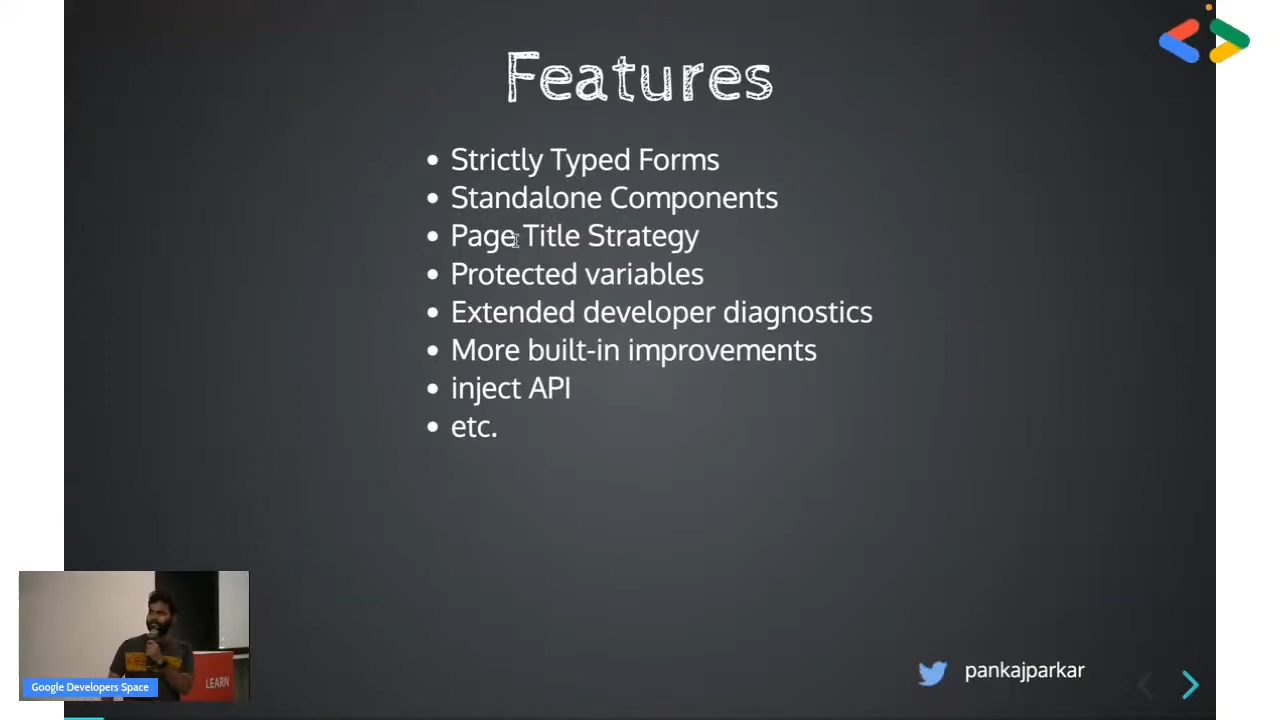 Features
Strictly Typed Forms
Standalone Components
Page Title Strategy
Protected variables
Extended developer diagnostics
More built-in improvements
inject API
etc.
LEARN
Google Developers Space
pankajparkar